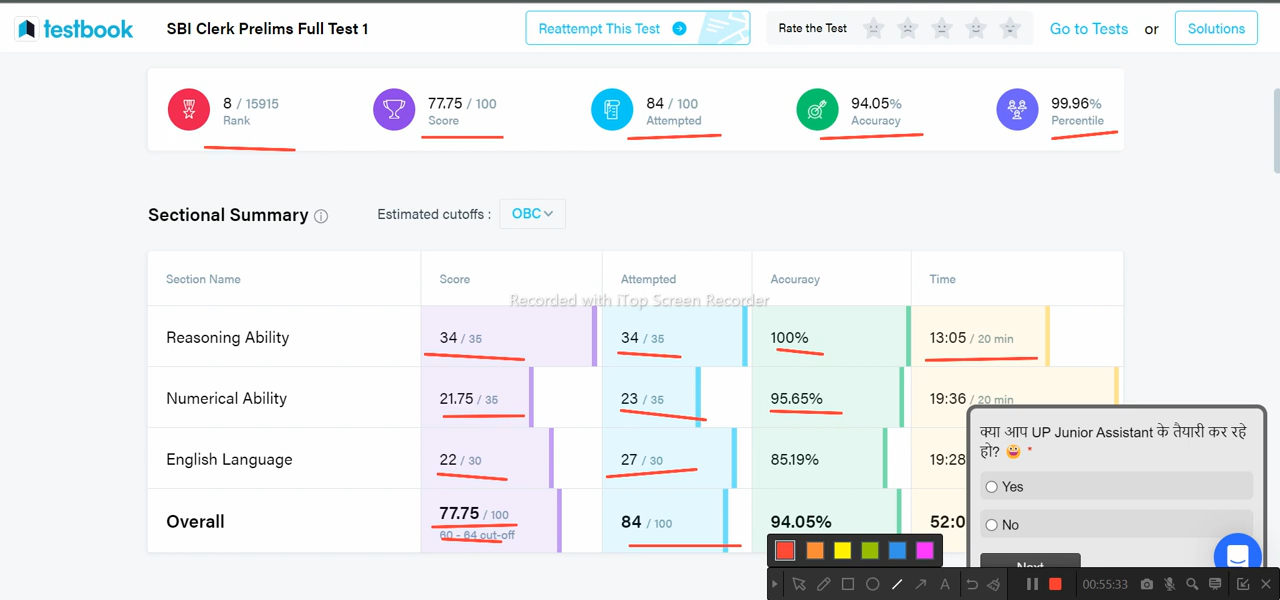 testbook
SBI Clerk Prelims Full Test 1
Reattempt This Test
Rate the Test
Go to Tests or Solutions
8 / 15915
Rank
77.75 / 100
Score
84 / 100
Attempted
94.05%
Accuracy
99.96%
Percentile
Sectional Summary
Estimated cutoffs :
OBC
Section Name Score Attempted Accuracy Time
Recorded with iTop Screen Recorder
Reasoning Ability 34 / 35 34 / 35 100% 13:05 / 20 min
Numerical Ability 21.75 / 35 23 / 35 95.65% 19:36 / 20 min
English Language 22 / 30 27 / 30 85.19% 19:28
Overall 77.75 / 100 84 / 100 94.05% 52:0
60 - 64 cut-off
क्या आप UP Junior Assistant के तैयारी कर रहे
हो? *
Yes
No
Next
A
00:55:33